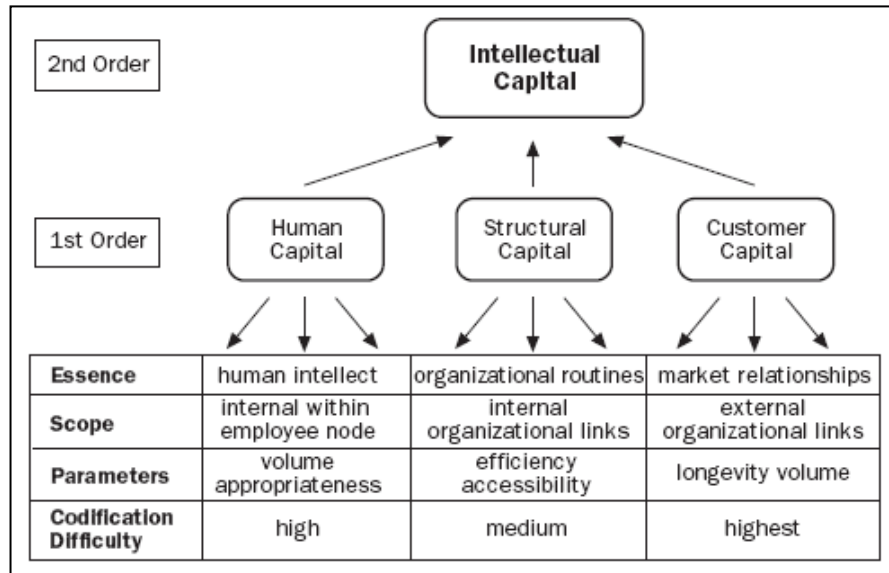 2nd Order
Intellectual
Capital
1st Order
Human
Capital
Structural
Capital
Customer
Capital
Essence
human intellect
organizational routines
market relationships
Scope
internal within
employee node
internal
organizational links
external
organizational links
Parameters
volume
appropriateness
efficiency
accessibility
longevity volume
Codification
Difficulty
high
medium
highest